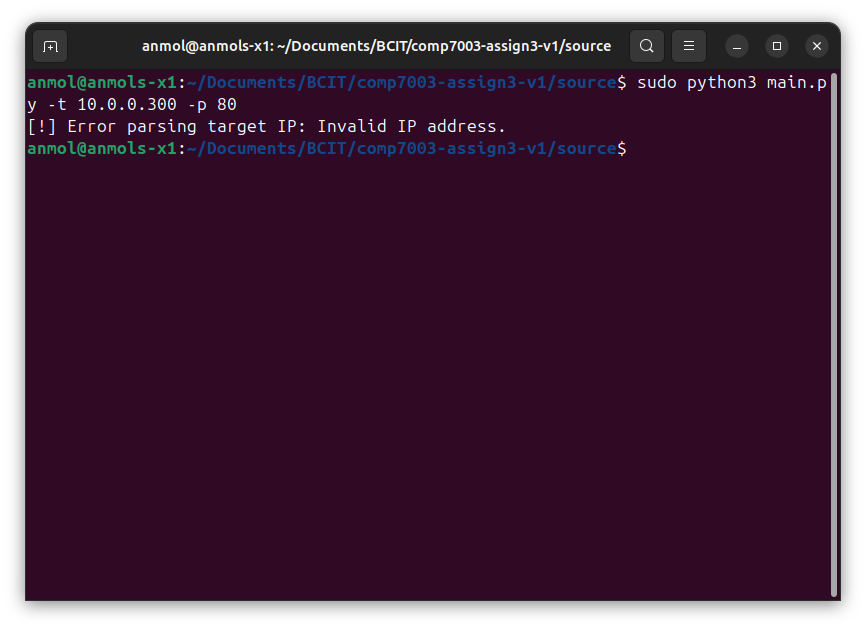 anmol@anmols-x1: ~/Documents/BCIT/comp7003-assign3-v1/source
anmol@anmols-x1:~/Documents/BCIT/comp7003-assign3-v1/source$ sudo python3 main.p
y -t 10.0.0.300 -p 80
[!] Error parsing target IP: Invalid IP address.
anmol@anmols-x1:~/Documents/BCIT/comp7003-assign3-v1/source$